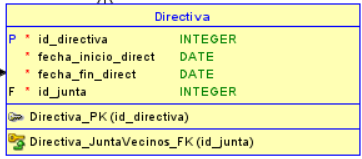 Directiva
P * id_directiva INTEGER
* fecha_inicio_direct DATE
* fecha_fin_direct DATE
F * id_junta INTEGER
Directiva_PK (id_directiva)
Directiva_JuntaVecinos_FK (id_junta)